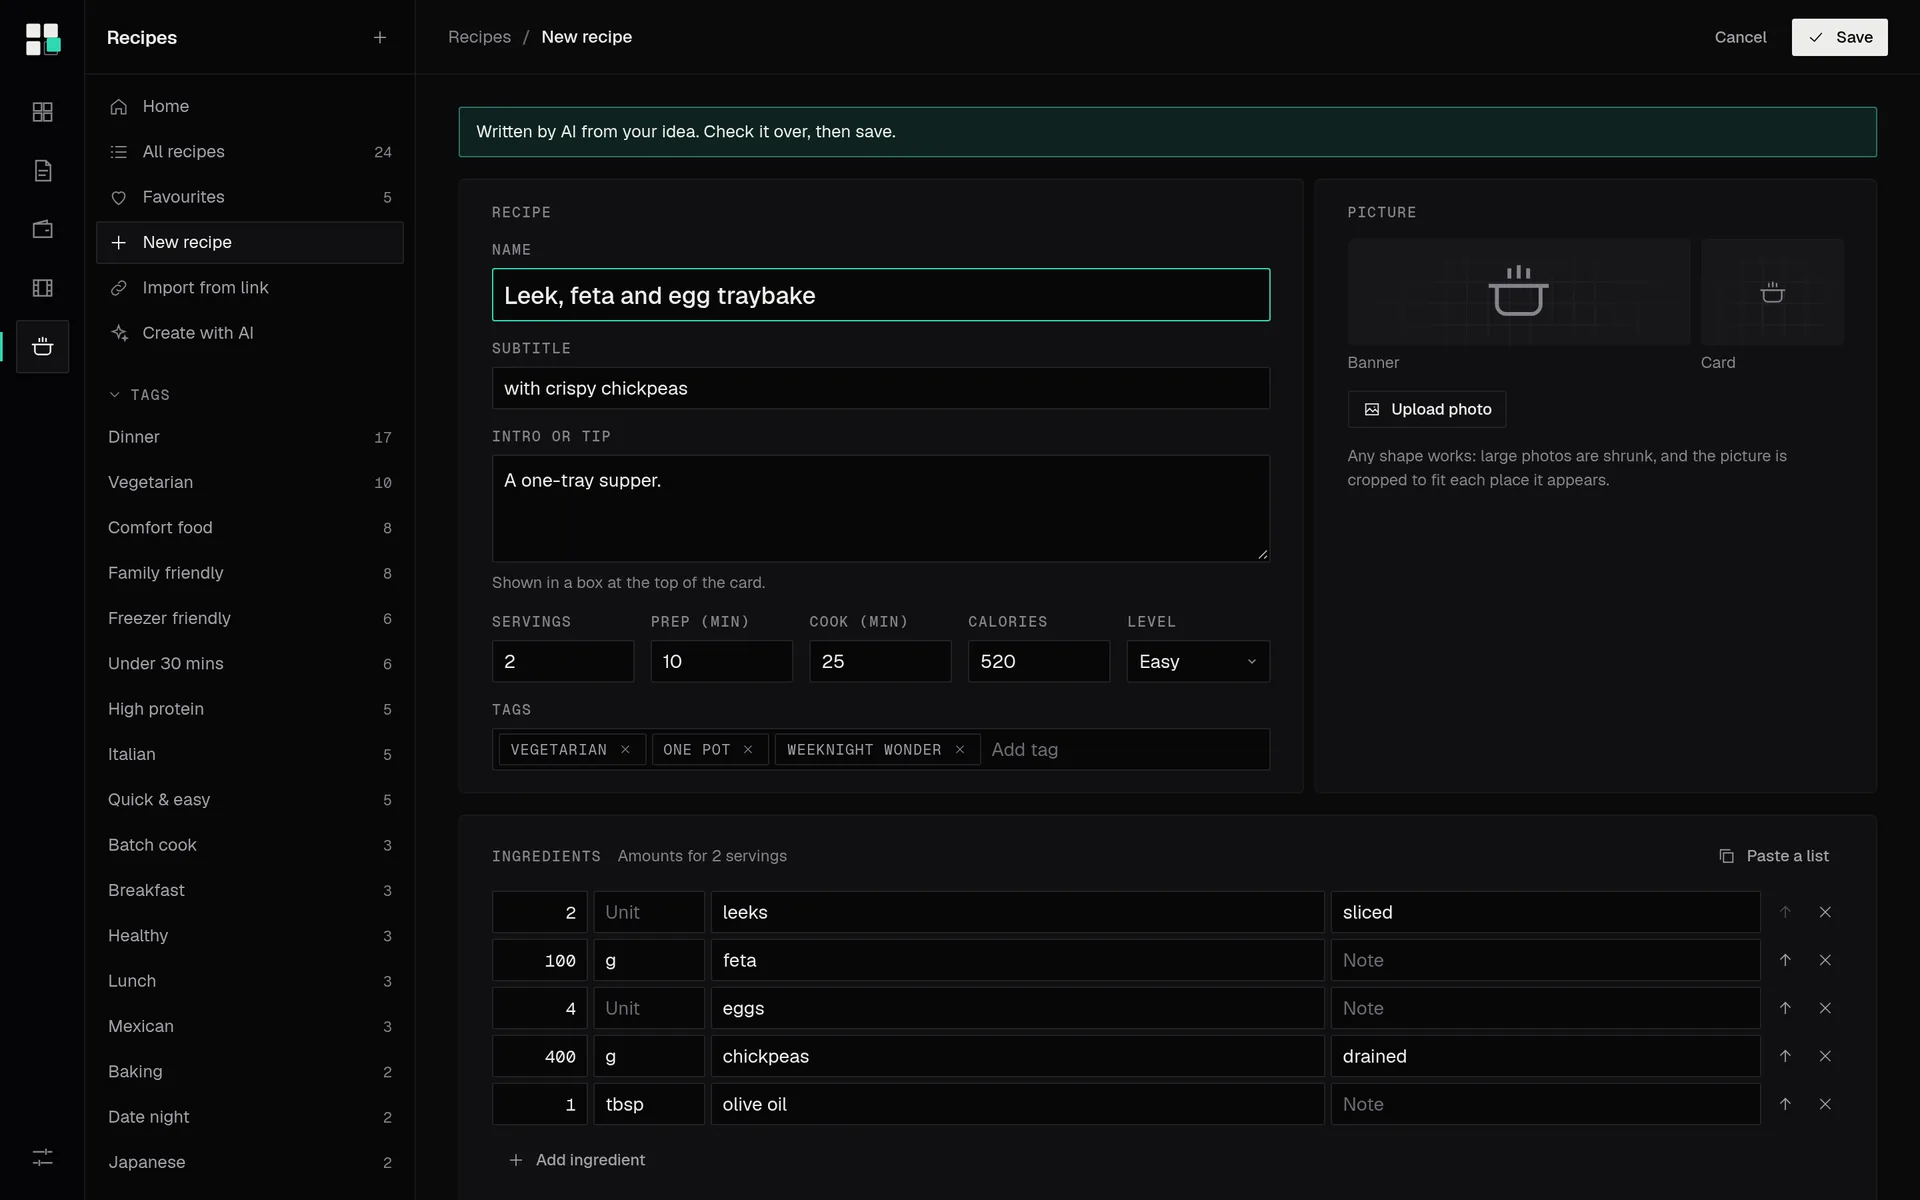 Recipes
Recipes / New recipe
Cancel
Save
Home
All recipes 24
Favourites 5
New recipe
Import from link
Create with AI
TAGS
Dinner 17
Vegetarian 10
Comfort food 8
Family friendly 8
Freezer friendly 6
Under 30 mins 6
High protein 5
Italian 5
Quick & easy 5
Batch cook 3
Breakfast 3
Healthy 3
Lunch 3
Mexican 3
Baking 2
Date night 2
Japanese 2
Written by AI from your idea. Check it over, then save.
RECIPE
NAME
Leek, feta and egg traybake
SUBTITLE
with crispy chickpeas
INTRO OR TIP
A one-tray supper.
Shown in a box at the top of the card.
SERVINGS PREP (MIN) COOK (MIN) CALORIES LEVEL
2 10 25 520 Easy
TAGS
VEGETARIAN ONE POT WEEKNIGHT WONDER Add tag
PICTURE
Banner Card
Upload photo
Any shape works: large photos are shrunk, and the picture is
cropped to fit each place it appears.
INGREDIENTS Amounts for 2 servings
Paste a list
2 Unit leeks sliced
100 g feta Note
4 Unit eggs Note
400 g chickpeas drained
1 tbsp olive oil Note
Add ingredient